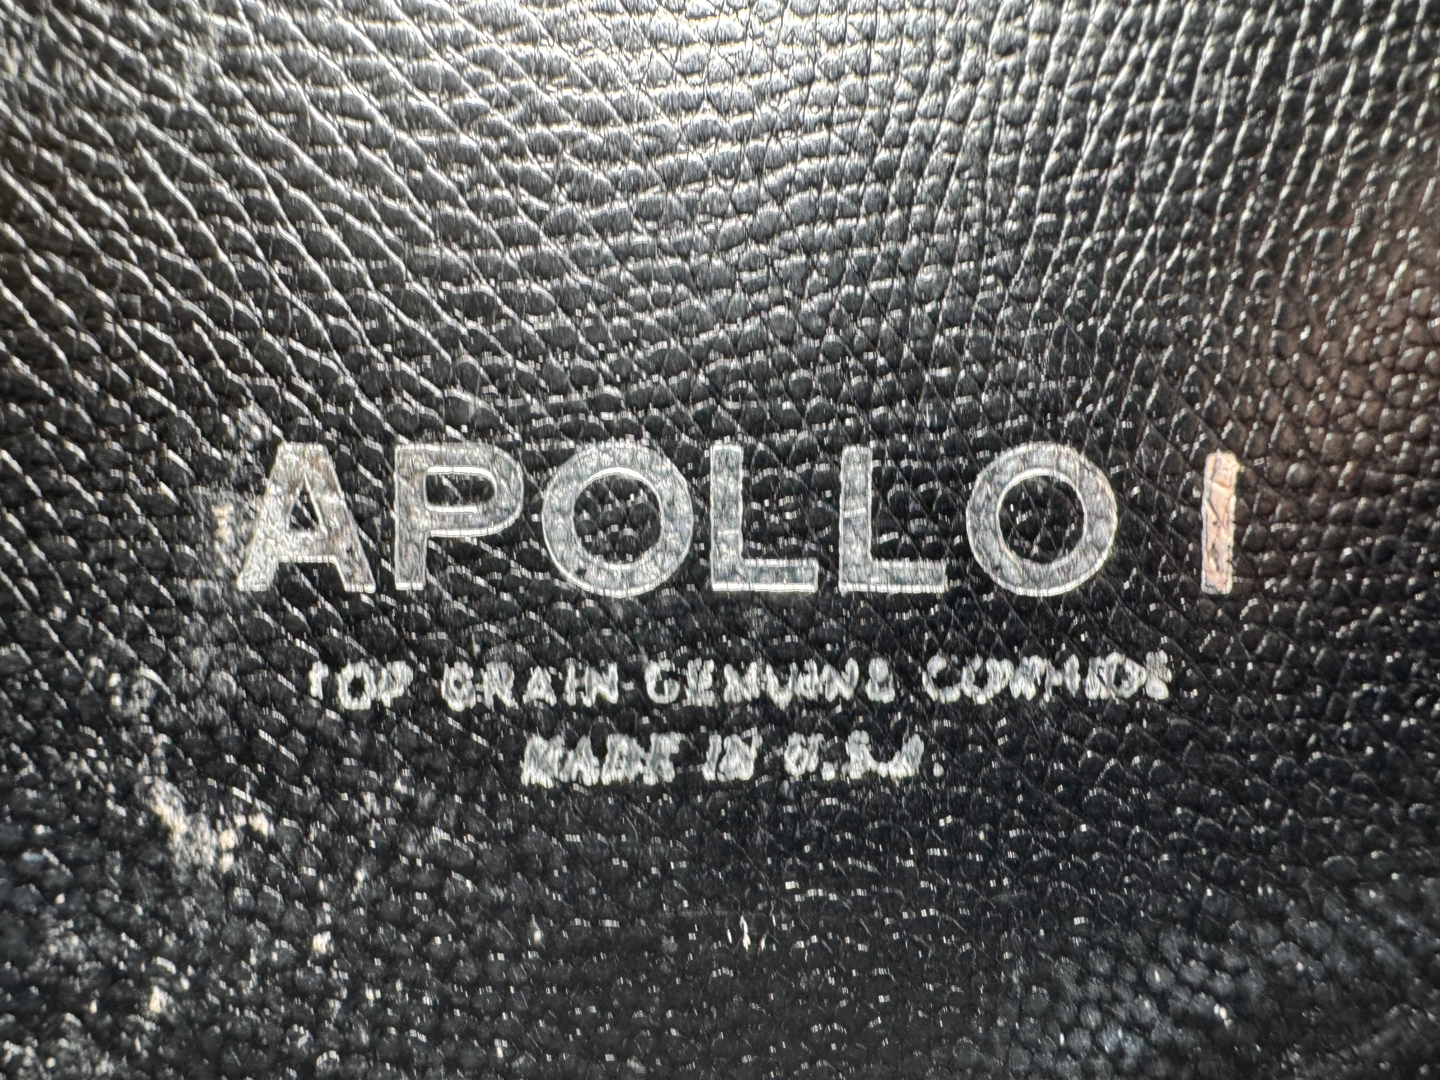 APOLLO I
TOP GRAIN GENUINE COWHIDE
MADE IN U.S.A.